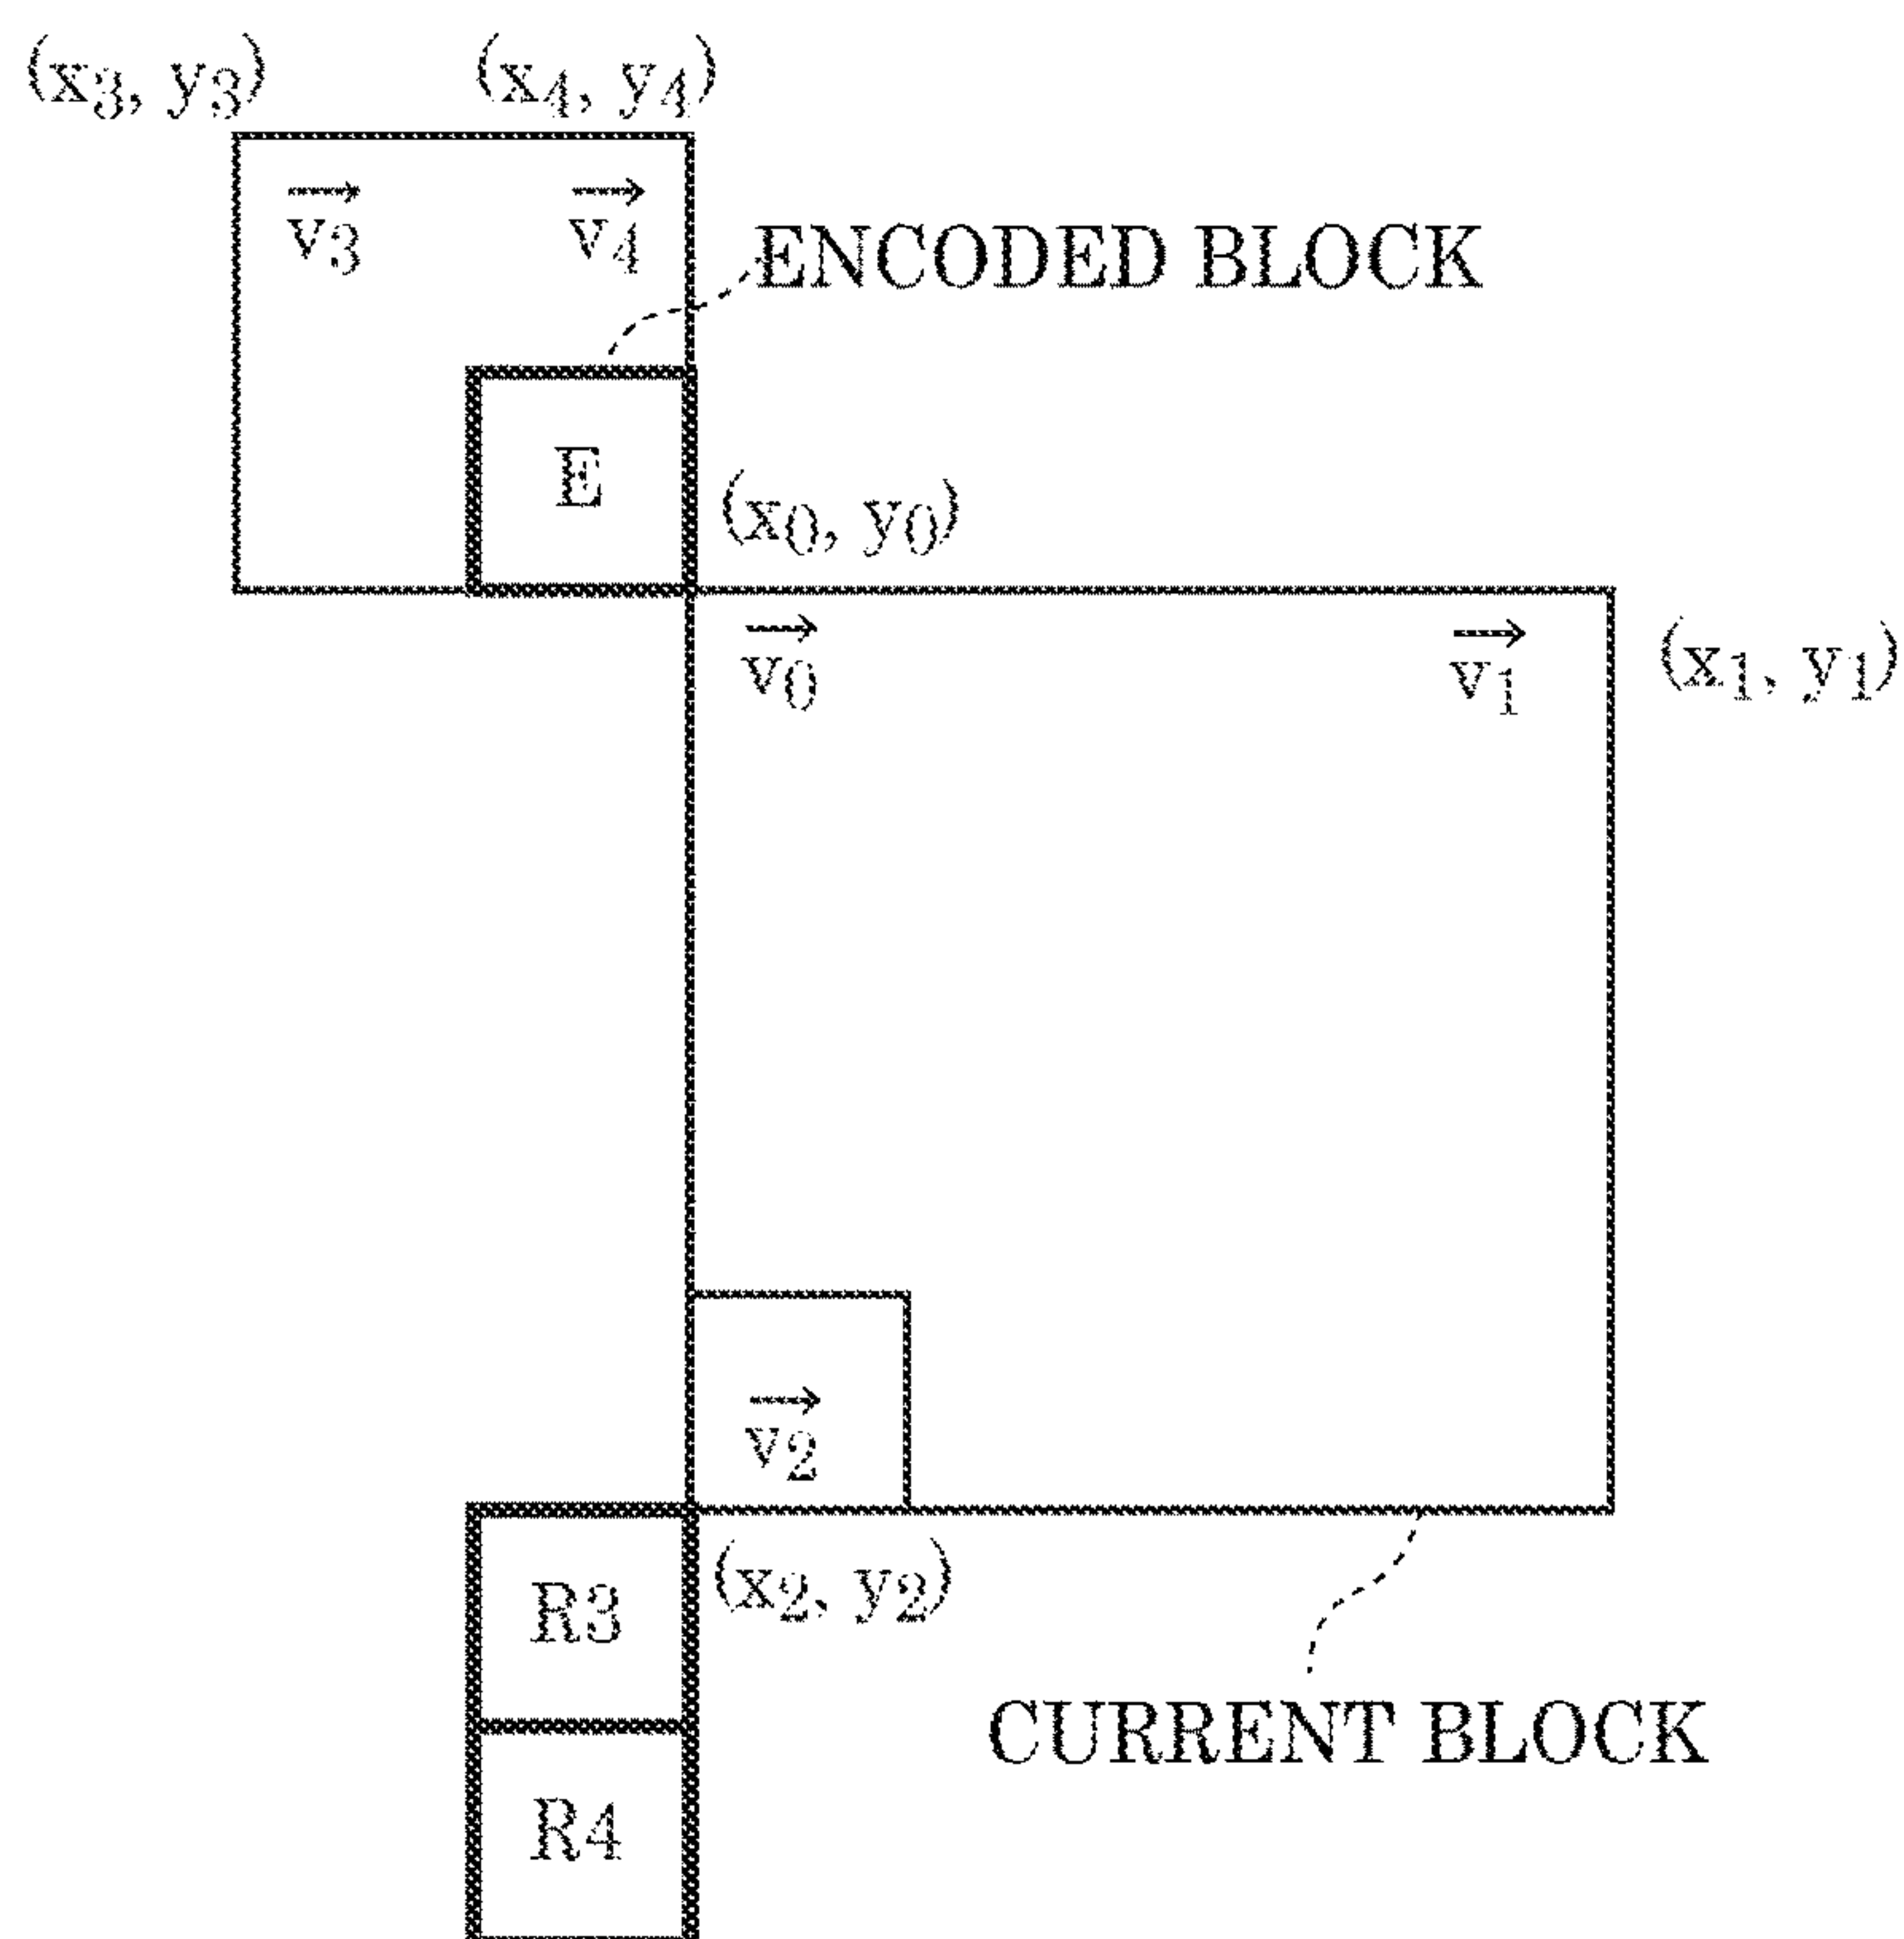 (x3, y3) (x4, y4)
v3 v4
ENCODED BLOCK
E
(x0, y0)
v0 v1
(x1, y1)
v2
R3
(x2, y2)
CURRENT BLOCK
R4